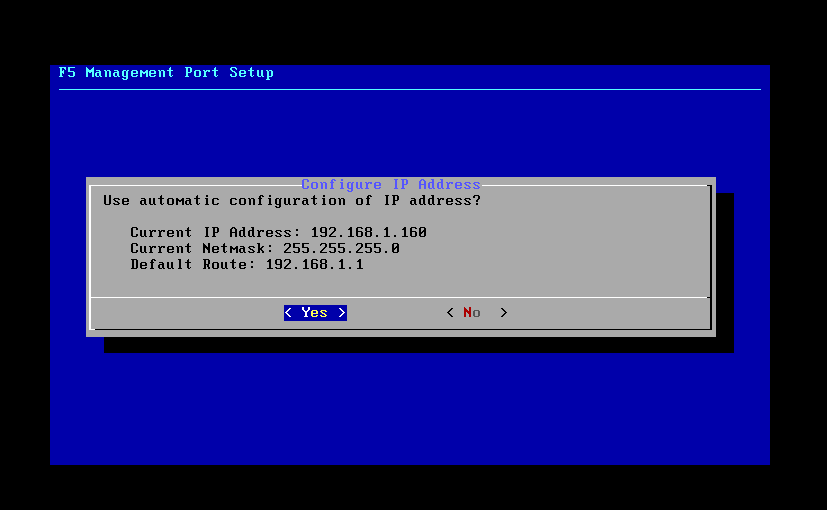 F5 Management Port Setup
Configure IP Address
Use automatic configuration of IP address?
Current IP Address: 192.168.1.160
Current Netmask: 255.255.255.0
Default Route: 192.168.1.1
< Yes > < No >